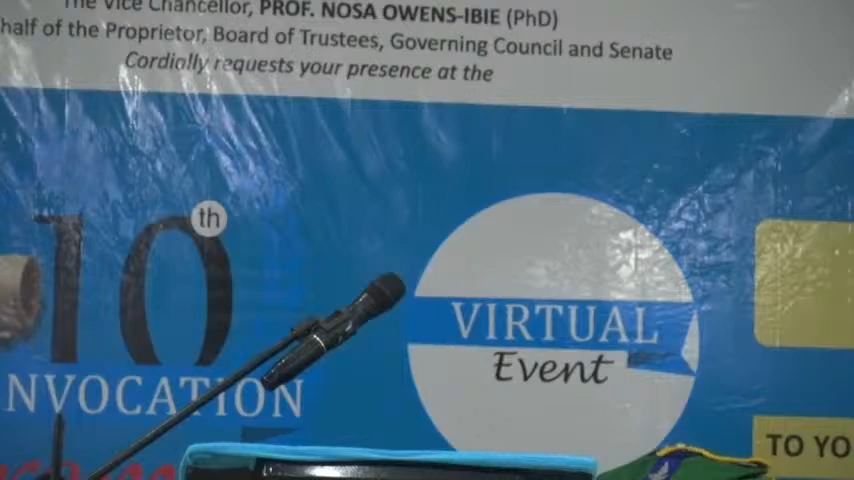 The Vice Chancellor, PROF. NOSA OWENS-IBIE (PhD)
half of the Proprietor, Board of Trustees, Governing Council and Senate
Cordially requests your presence at the
10th
NVOCATION
VIRTUAL
Event
TO YO